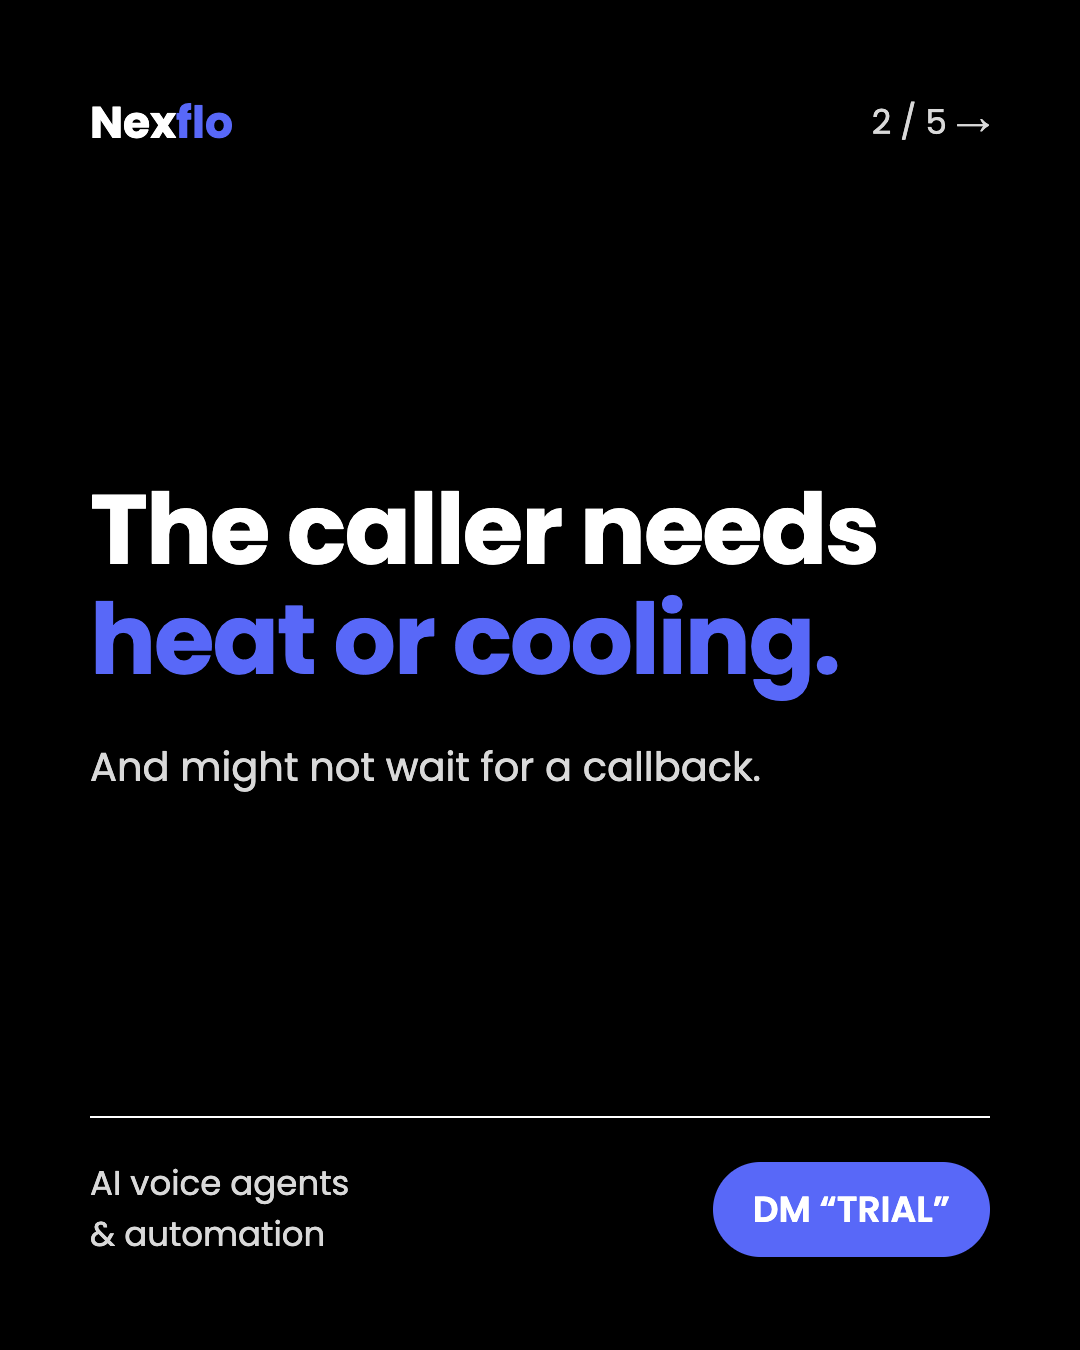 Nexflo
2 / 5 →
The caller needs
heat or cooling.
And might not wait for a callback.
AI voice agents
& automation
DM “TRIAL”